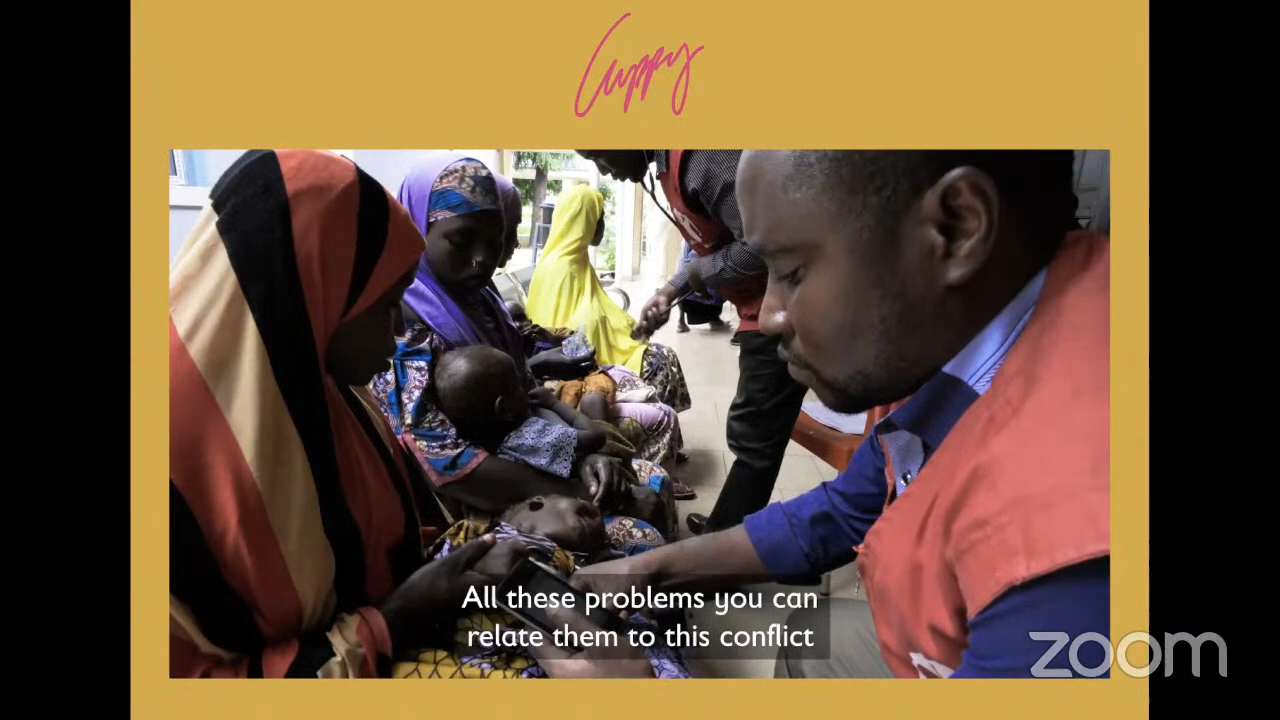 Cuppy
All these problems you can
relate them to this conflict
zoom